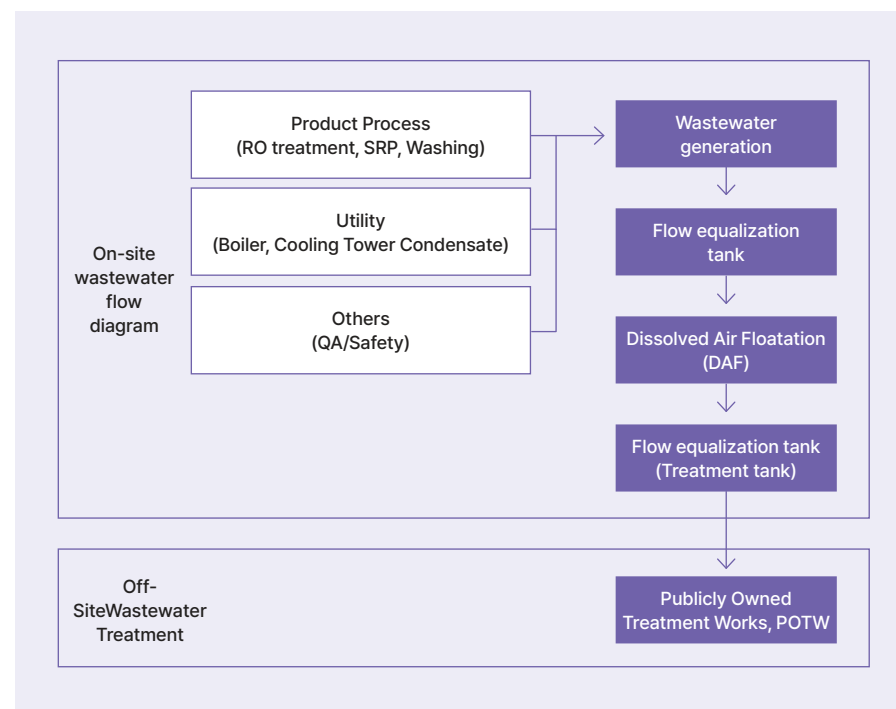 On-site
wastewater
flow
diagram
Product Process
(RO treatment, SRP, Washing)
Utility
(Boiler, Cooling Tower Condensate)
Others
(QA/Safety)
Wastewater
generation
Flow equalization
tank
Dissolved Air Floatation
(DAF)
Flow equalization tank
(Treatment tank)
Off-
SiteWastewater
Treatment
Publicly Owned
Treatment Works, POTW